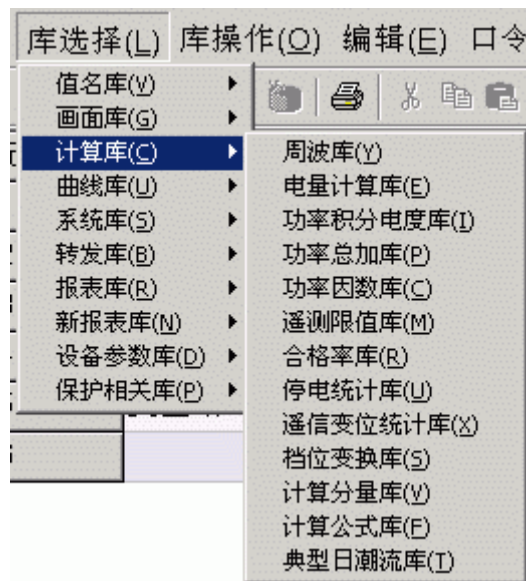 库选择(L) 库操作(O) 编辑(E) 口令
值名库(V)
画面库(G)
计算库(C)
曲线库(U)
系统库(S)
转发库(B)
报表库(R)
新报表库(N)
设备参数库(D)
保护相关库(P)
周波库(Y)
电量计算库(E)
功率积分电度库(I)
功率总加库(P)
功率因数库(C)
遥测限值库(M)
合格率库(R)
停电统计库(U)
遥信变位统计库(X)
档位变换库(S)
计算分量库(V)
计算公式库(F)
典型日潮流库(T)